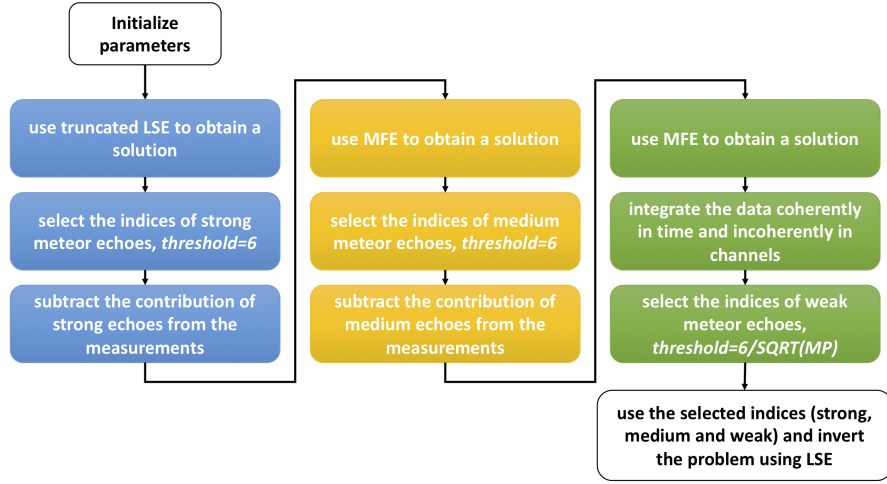 Initialize
parameters
use truncated LSE to obtain a
solution
select the indices of strong
meteor echoes, threshold=6
subtract the contribution of
strong echoes from the
measurements
use MFE to obtain a solution
select the indices of medium
meteor echoes, threshold=6
subtract the contribution of
medium echoes from the
measurements
use MFE to obtain a solution
integrate the data coherently
in time and incoherently in
channels
select the indices of weak
meteor echoes,
threshold=6/SQRT(MP)
use the selected indices (strong,
medium and weak) and invert
the problem using LSE